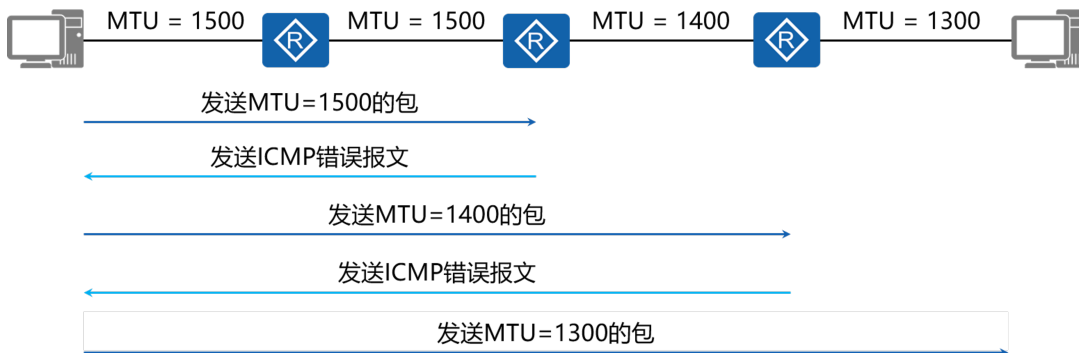 MTU = 1500 MTU = 1500 MTU = 1400 MTU = 1300
R R R
发送MTU=1500的包
发送ICMP错误报文
发送MTU=1400的包
发送ICMP错误报文
发送MTU=1300的包